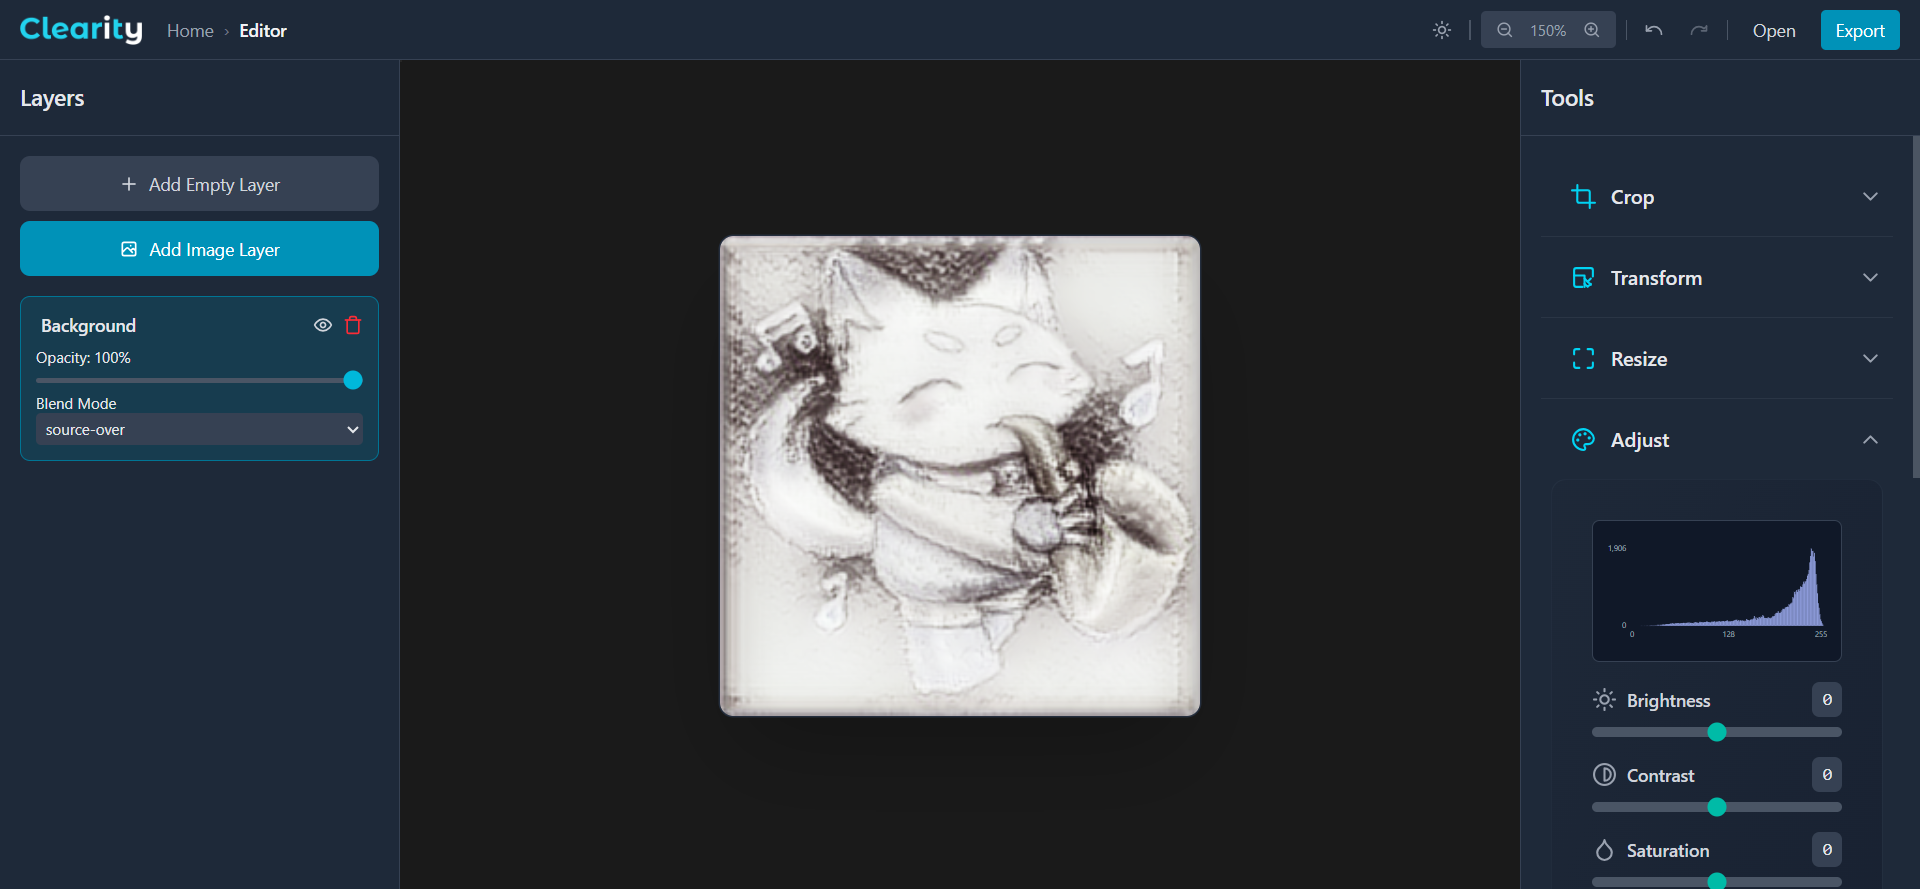 Clearity Home › Editor
150% Open Export
Layers
Add Empty Layer
Add Image Layer
Background
Opacity: 100%
Blend Mode
source-over
Tools
Crop
Transform
Resize
Adjust
1,906
0
0 128 255
Brightness 0
Contrast 0
Saturation 0